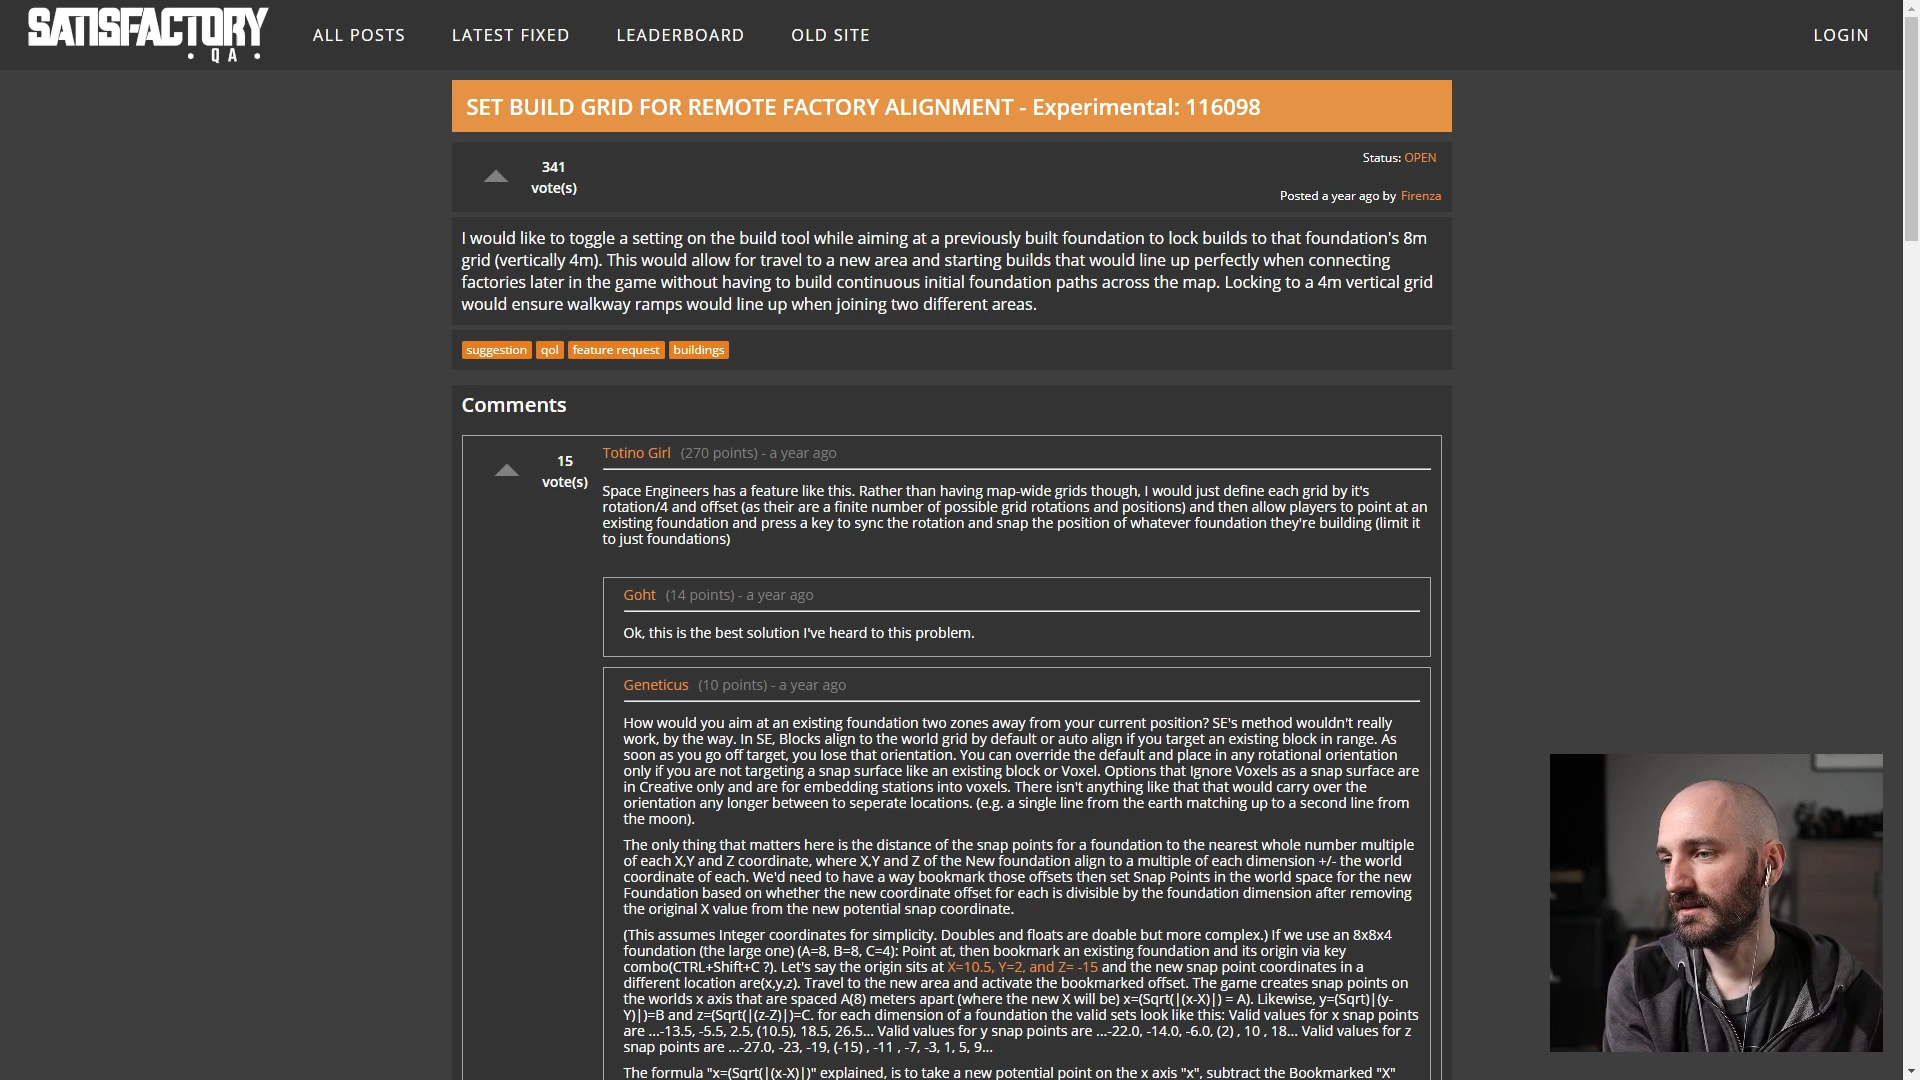 SATISFACTORY
• QA •
ALL POSTS
LATEST FIXED
LEADERBOARD
OLD SITE
LOGIN
SET BUILD GRID FOR REMOTE FACTORY ALIGNMENT - Experimental: 116098
341
vote(s)
Status: OPEN
Posted a year ago by Firenza
I would like to toggle a setting on the build tool while aiming at a previously built foundation to lock builds to that foundation's 8m
grid (vertically 4m). This would allow for travel to a new area and starting builds that would line up perfectly when connecting
factories later in the game without having to build continuous initial foundation paths across the map. Locking to a 4m vertical grid
would ensure walkway ramps would line up when joining two different areas.
suggestion qol feature request buildings
Comments
15
vote(s)
Totino Girl (270 points) - a year ago
Space Engineers has a feature like this. Rather than having map-wide grids though, I would just define each grid by it's
rotation/4 and offset (as their are a finite number of possible grid rotations and positions) and then allow players to point at an
existing foundation and press a key to sync the rotation and snap the position of whatever foundation they're building (limit it
to just foundations)
Goht (14 points) - a year ago
Ok, this is the best solution I've heard to this problem.
Geneticus (10 points) - a year ago
How would you aim at an existing foundation two zones away from your current position? SE's method wouldn't really
work, by the way. In SE, Blocks align to the world grid by default or auto align if you target an existing block in range. As
soon as you go off target, you lose that orientation. You can override the default and place in any rotational orientation
only if you are not targeting a snap surface like an existing block or Voxel. Options that Ignore Voxels as a snap surface are
in Creative only and are for embedding stations into voxels. There isn't anything like that that would carry over the
orientation any longer between to seperate locations. (e.g. a single line from the earth matching up to a second line from
the moon).
The only thing that matters here is the distance of the snap points for a foundation to the nearest whole number multiple
of each X,Y and Z coordinate, where X,Y and Z of the New foundation align to a multiple of each dimension +/- the world
coordinate of each. We'd need to have a way bookmark those offsets then set Snap Points in the world space for the new
Foundation based on whether the new coordinate offset for each is divisible by the foundation dimension after removing
the original X value from the new potential snap coordinate.
(This assumes Integer coordinates for simplicity. Doubles and floats are doable but more complex.) If we use an 8x8x4
foundation (the large one) (A=8, B=8, C=4): Point at, then bookmark an existing foundation and its origin via key
combo(CTRL+Shift+C ?). Let's say the origin sits at X=10.5, Y=2, and Z= -15 and the new snap point coordinates in a
different location are(x,y,z). Travel to the new area and activate the bookmarked offset. The game creates snap points on
the worlds x axis that are spaced A(8) meters apart (where the new X will be) x=(Sqrt(|(x-X)|) = A). Likewise, y=(Sqrt)|(y-
Y)|)=B and z=(Sqrt(|(z-Z)|)=C. for each dimension of a foundation the valid sets look like this: Valid values for x snap points
are ...-13.5, -5.5, 2.5, (10.5), 18.5, 26.5... Valid values for y snap points are ...-22.0, -14.0, -6.0, (2) , 10 , 18... Valid values for z
snap points are ...-27.0, -23, -19, (-15) , -11 , -7, -3, 1, 5, 9...
The formula "x=(Sqrt(|(x-X)|)" explained, is to take a new potential point on the x axis "x", subtract the Bookmarked "X"